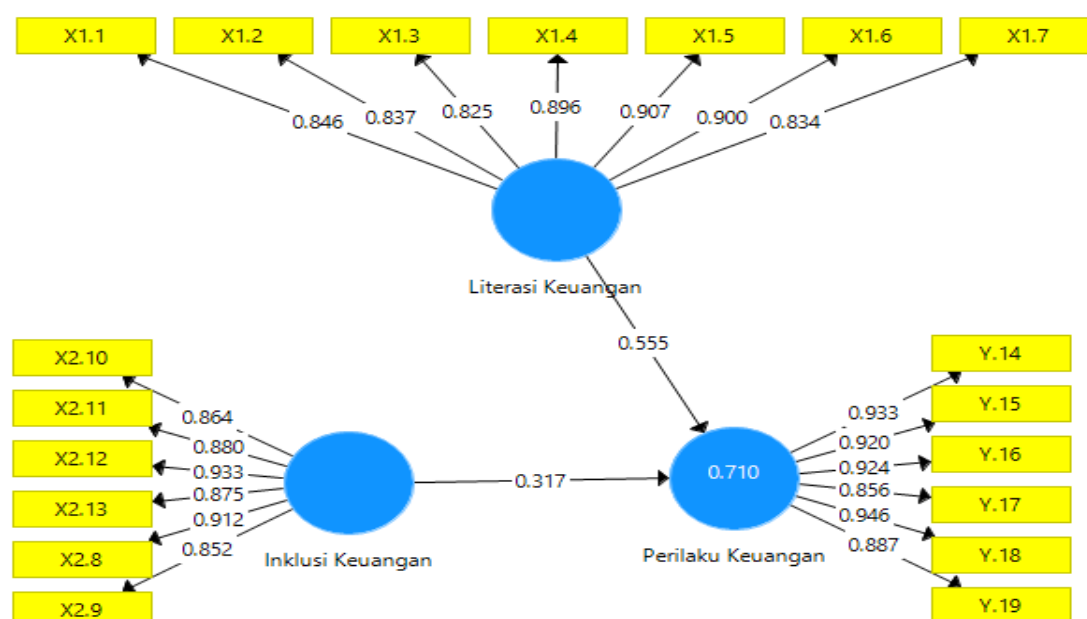 X1.1 X1.2 X1.3 X1.4 X1.5 X1.6 X1.7
0.846 0.837 0.825 0.896 0.907 0.900 0.834
Literasi Keuangan
0.555
X2.10
X2.11
X2.12
X2.13
X2.8
X2.9
0.864
0.880
0.933
0.875
0.912
0.852
Inklusi Keuangan
0.317
0.710
Perilaku Keuangan
0.933
0.920
0.924
0.856
0.946
0.887
Y.14
Y.15
Y.16
Y.17
Y.18
Y.19